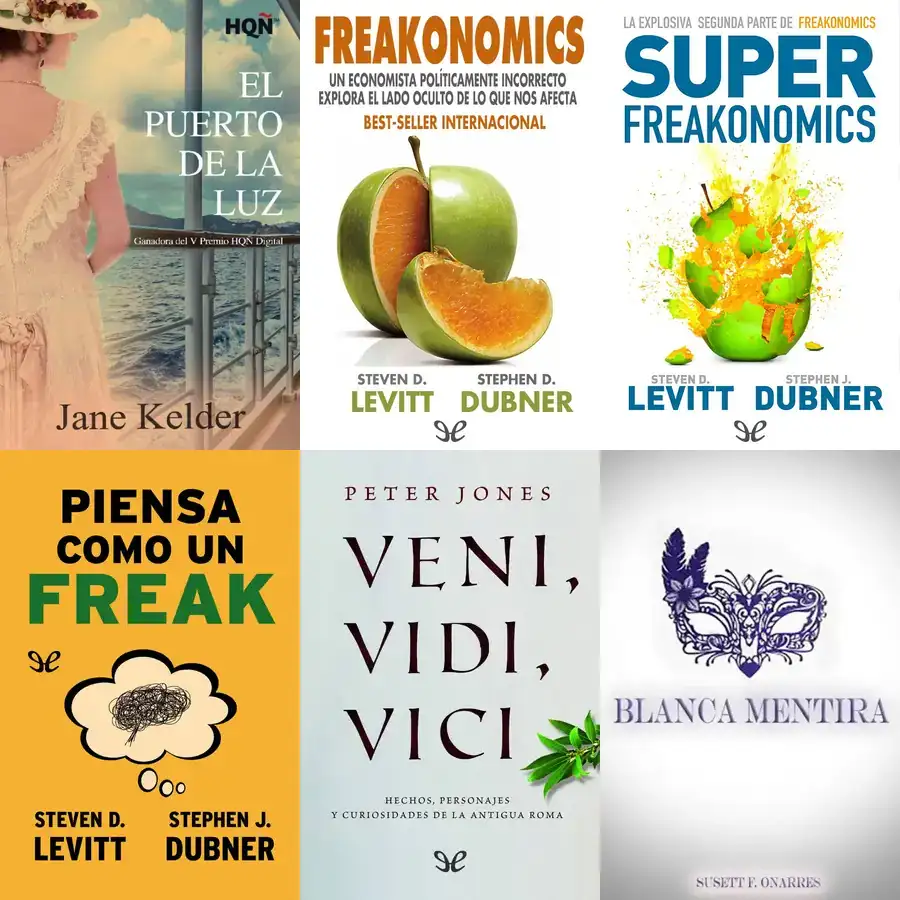 HQÑ
EL
PUERTO
DE LA
LUZ
Ganadora del V Premio HQÑ Digital
Jane Kelder
FREAKONOMICS
UN ECONOMISTA POLÍTICAMENTE INCORRECTO
EXPLORA EL LADO OCULTO DE LO QUE NOS AFECTA
BEST-SELLER INTERNACIONAL
STEVEN D. STEPHEN D.
LEVITT DUBNER
LA EXPLOSIVA SEGUNDA PARTE DE FREAKONOMICS
SUPER
FREAKONOMICS
STEVEN D. STEPHEN J.
LEVITT DUBNER
PIENSA
COMO UN
FREAK
STEVEN D. STEPHEN J.
LEVITT DUBNER
PETER JONES
VENI,
VIDI,
VICI
HECHOS, PERSONAJES
Y CURIOSIDADES DE LA ANTIGUA ROMA
BLANCA MENTIRA
SUSETT F. ONARRES